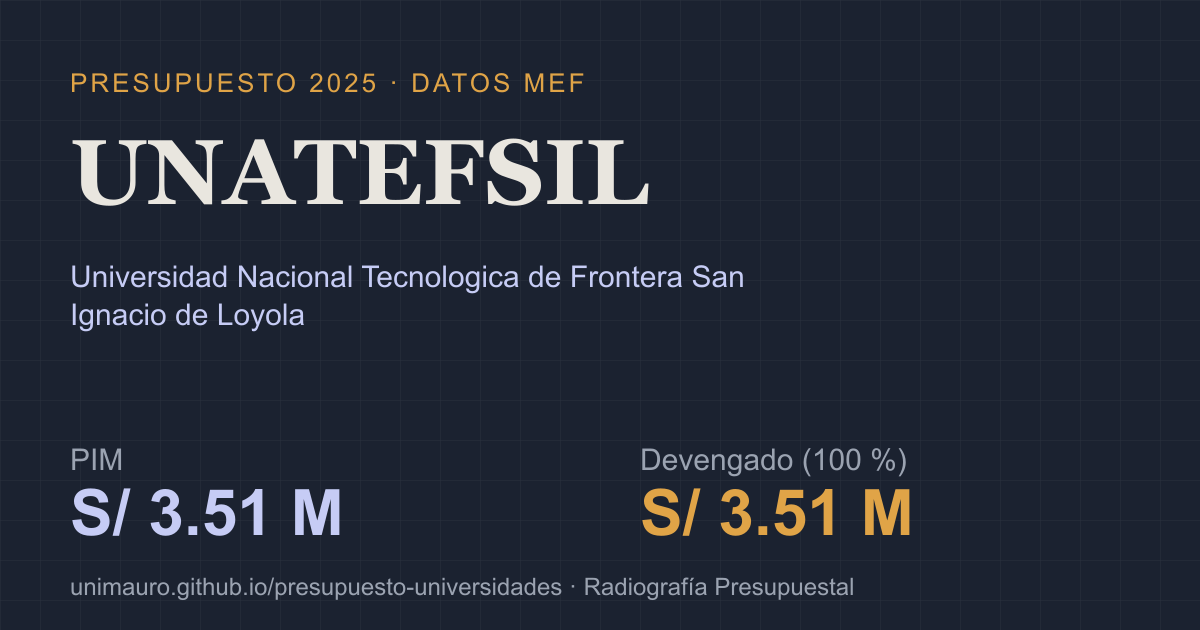 PRESUPUESTO 2025 · DATOS MEF
UNATEFSIL
Universidad Nacional Tecnologica de Frontera San
Ignacio de Loyola
PIM
S/ 3.51 M
Devengado (100 %)
S/ 3.51 M
unimauro.github.io/presupuesto-universidades · Radiografía Presupuestal